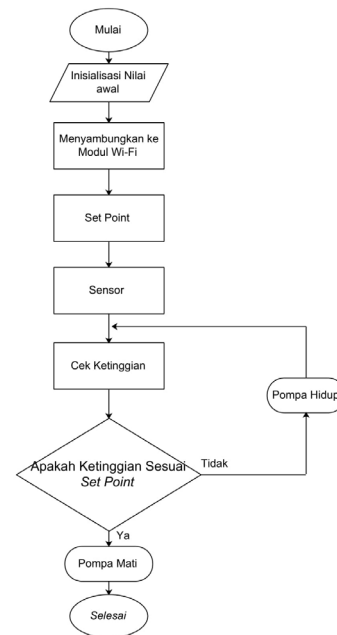 Mulai
Inisialisasi Nilai
awal
Menyambungkan ke
Modul Wi-Fi
Set Point
Sensor
Cek Ketinggian
Pompa Hidup
Apakah Ketinggian Sesuai
Set Point
Tidak
Ya
Pompa Mati
Selesai